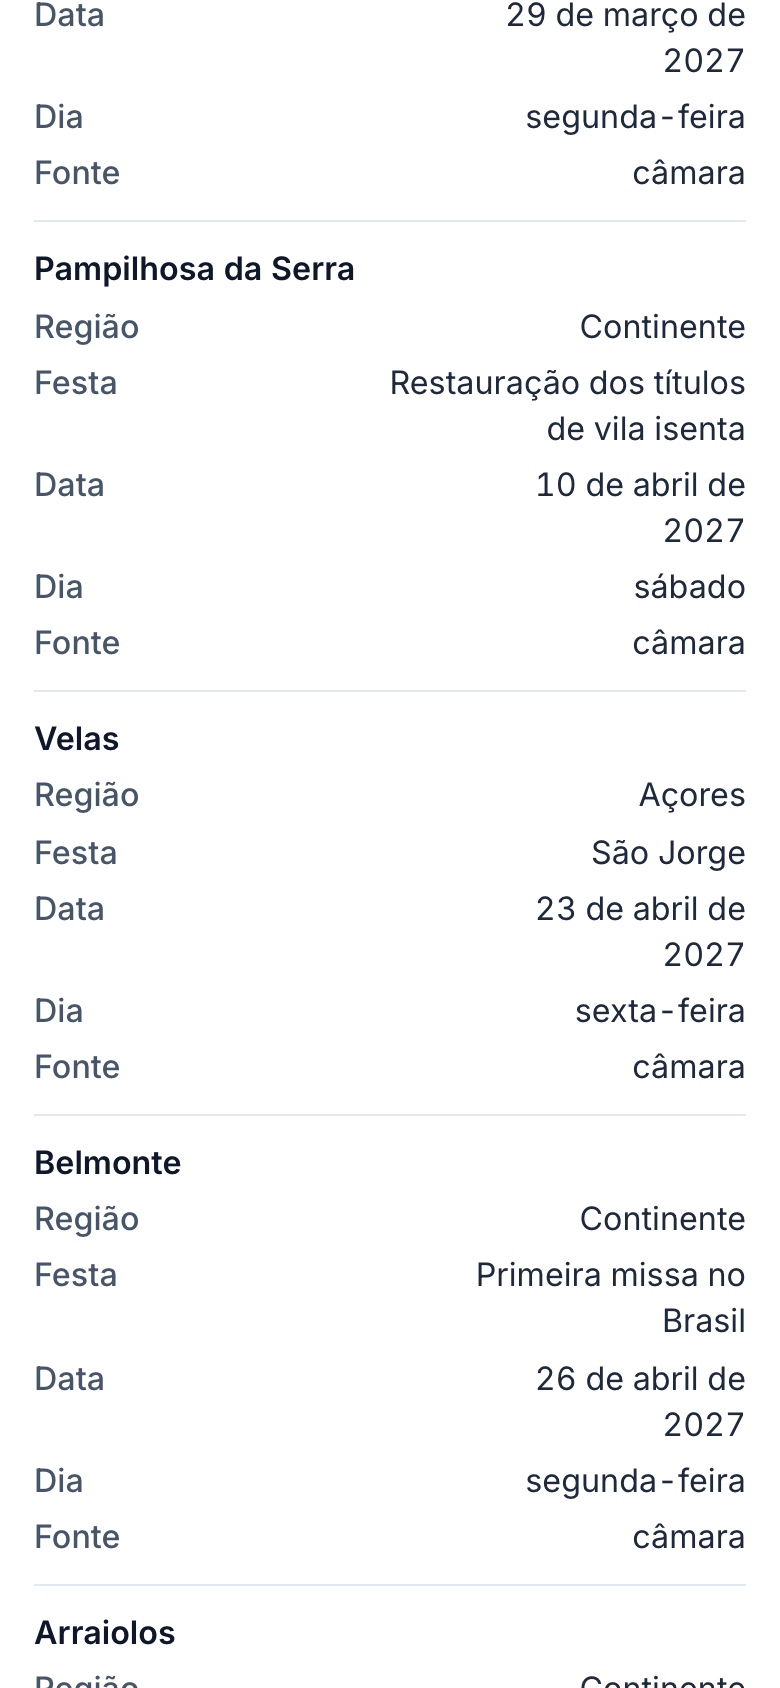 Data 29 de março de
2027
Dia segunda-feira
Fonte câmara
Pampilhosa da Serra
Região Continente
Festa Restauração dos títulos
de vila isenta
Data 10 de abril de
2027
Dia sábado
Fonte câmara
Velas
Região Açores
Festa São Jorge
Data 23 de abril de
2027
Dia sexta-feira
Fonte câmara
Belmonte
Região Continente
Festa Primeira missa no
Brasil
Data 26 de abril de
2027
Dia segunda-feira
Fonte câmara
Arraiolos
Região Continente